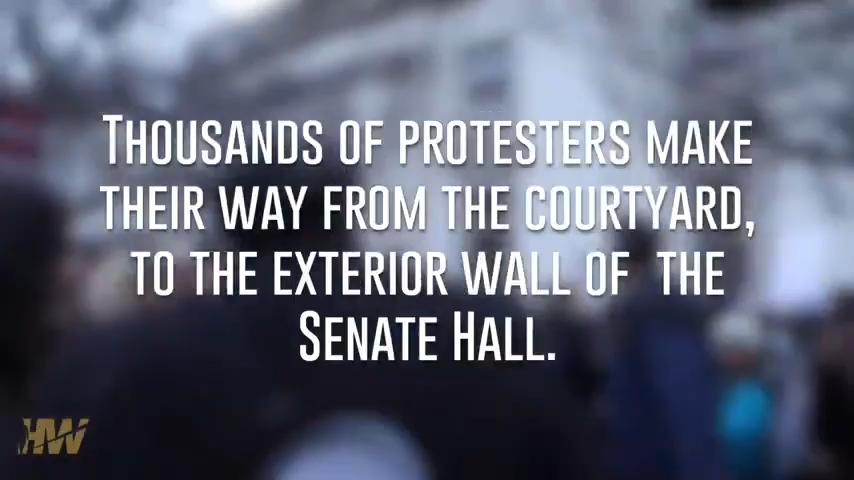 Thousands of protesters make
their way from the courtyard,
to the exterior wall of the
Senate Hall.
HW